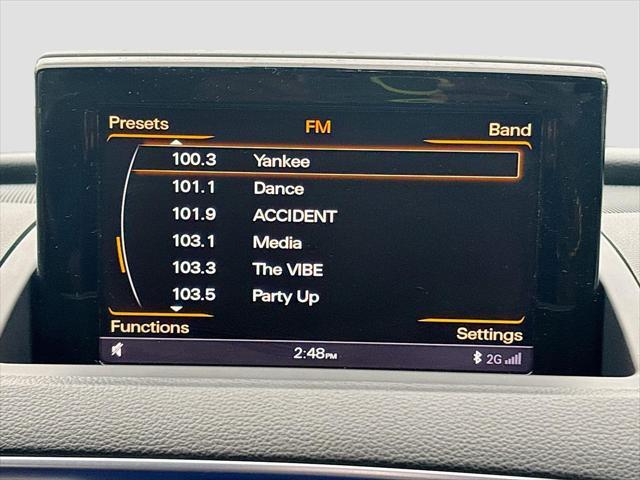 Presets FM Band
100.3 Yankee
101.1 Dance
101.9 ACCIDENT
103.1 Media
103.3 The VIBE
103.5 Party Up
Functions Settings
2:48PM 2G